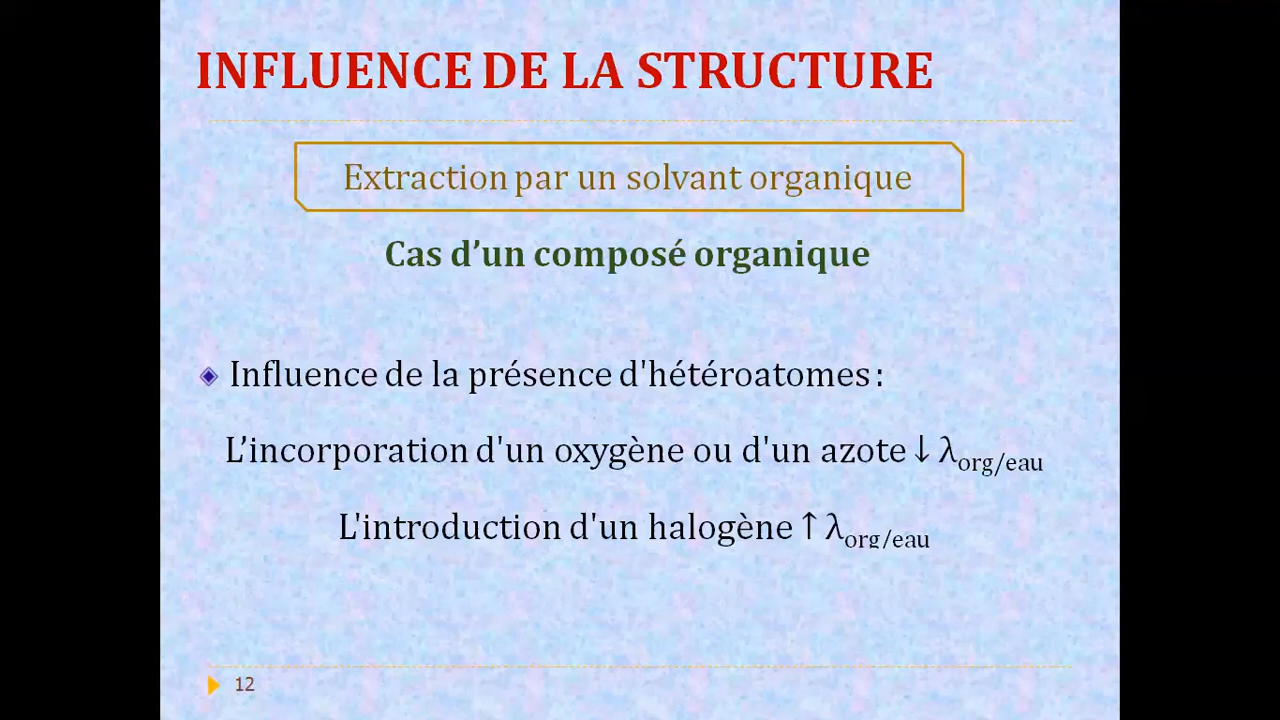 INFLUENCE DE LA STRUCTURE
Extraction par un solvant organique
Cas d’un composé organique
Influence de la présence d'hétéroatomes :
L’incorporation d'un oxygène ou d'un azote ↓ λorg/eau
L'introduction d'un halogène ↑ λorg/eau
12